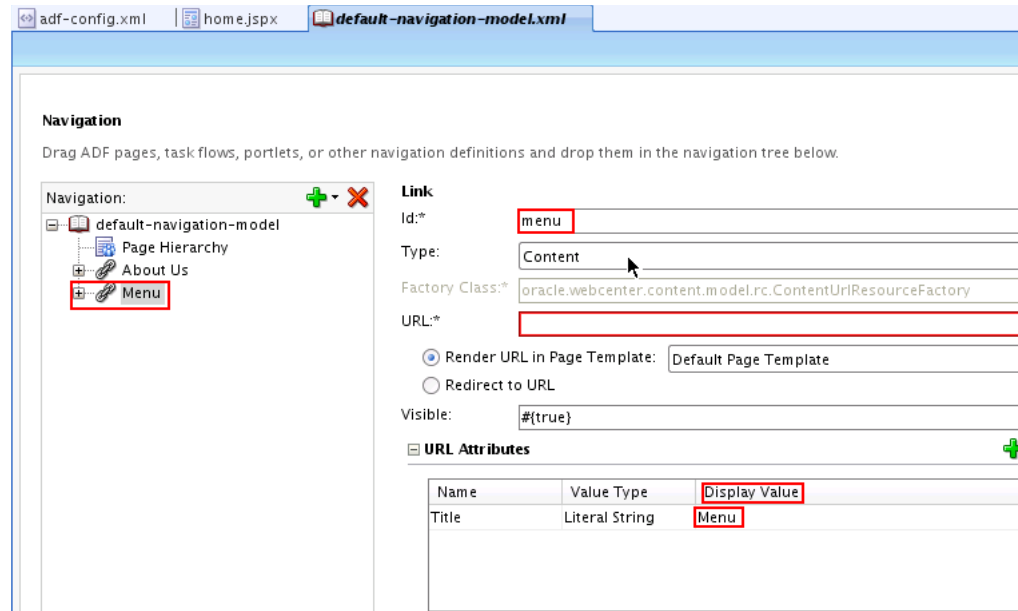 adf-config.xml home.jspx default-navigation-model.xml
Navigation
Drag ADF pages, task flows, portlets, or other navigation definitions and drop them in the navigation tree below.
Navigation:
default-navigation-model
Page Hierarchy
About Us
Menu
Link
Id:* menu
Type: Content
Factory Class:* oracle.webcenter.content.model.rc.ContentUrlResourceFactory
URL:*
Render URL in Page Template: Default Page Template
Redirect to URL
Visible: #{true}
URL Attributes
Name Value Type Display Value
Title Literal String Menu